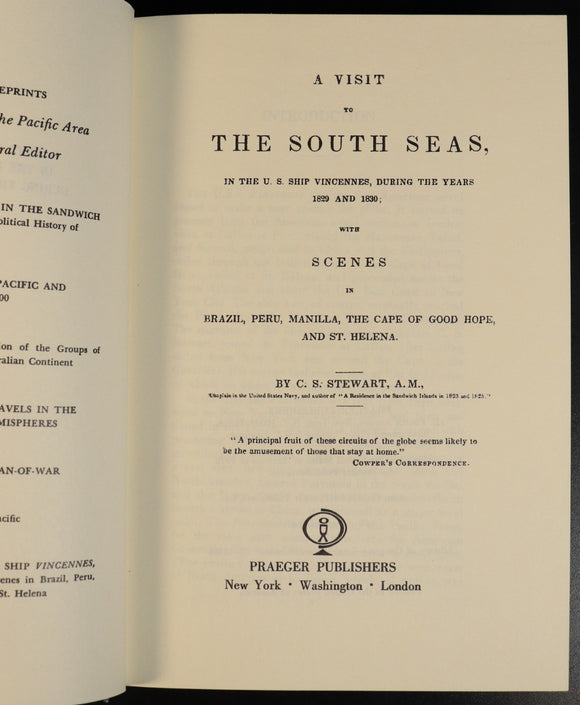 EPRINTS
he Pacific Area
ral Editor
IN THE SANDWICH
olitical History of
PACIFIC AND
00
ion of the Groups of
ralian Continent
AVELS IN THE
MISPHERES
AN-OF-WAR
acific
SHIP VINCENNES,
enes in Brazil, Peru,
St. Helena
A VISIT
TO
THE SOUTH SEAS,
IN THE U. S. SHIP VINCENNES, DURING THE YEARS
1829 AND 1830;
WITH
SCENES
IN
BRAZIL, PERU, MANILLA, THE CAPE OF GOOD HOPE,
AND ST. HELENA.
BY C. S. STEWART, A.M.,
Chaplain in the United States Navy, and author of "A Residence in the Sandwich Islands in 1823 and 1825."
"A principal fruit of these circuits of the globe seems likely to
be the amusement of those that stay at home."
COWPER'S CORRESPONDENCE.
PRAEGER PUBLISHERS
New York · Washington · London